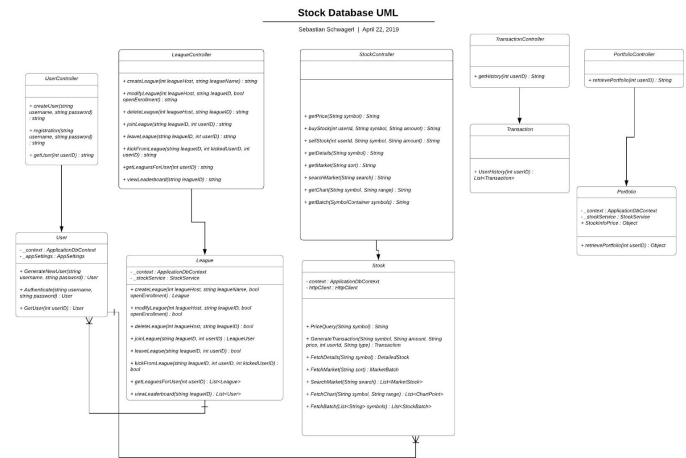 Stock Database UML
Sebastian Schwagerl | April 22, 2019
UserController
+ createUser(string
username, string password)
: string
+ registration(string
username, string password)
: string
+ getUser(int userID) : string
LeagueController
+ createLeague(int leagueHost, string leagueName) : string
+ modifyLeague(int leagueHost, string leagueID, bool
openEnrollment) : string
+ deleteLeague(int leagueHost, string leagueID) : string
+ joinLeague(string leagueID, int userID) : string
+ leaveLeague(string leagueID, int userID) : string
+ kickFromLeague(string leagueID, int kickedUserID, int
userID) : string
+getLeaguesForUser(int userID) : string
+ viewLeaderboard(string leagueID) : string
StockController
+ getPrice(String symbol) : String
+ buyStock(int userId, String symbol, String amount) : String
+ sellStock(int userId, String symbol, String amount) : String
+ getDetails(String symbol) : String
+ getMarket(String sort) : String
+ searchMarket(String search) : String
+ getChart(String symbol, String range) : String
+ getBatch(SymbolContainer symbols) : String
TransactionController
+ getHistory(int userID) : String
PortfolioController
+ retrievePortfolio(int userID) : String
Transaction
+ UserHistory(int userID) :
List<Transaction>
Portfolio
- _context : ApplicationDbContext
- _stockService : StockService
+ StockInfoPrice : Object
+ retrievePortfolio(int userID) : Object
User
- _context : ApplicationDbContext
- _appSettings : AppSettings
+ GenerateNewUser(string
username, string password) : User
+ Authenticate(string username,
string password) : User
+ GetUser(int userID) : User
League
- _context : ApplicationDbContext
- _stockService : StockService
+ createLeague(int leagueHost, string leagueName, bool
openEnrollment) : League
+ modifyLeague(int leagueHost, string leagueID, bool
openEnrollment) : bool
+ deleteLeague(int leagueHost, string leagueID) : bool
+ joinLeague(string leagueID, int userID) : LeagueUser
+ leaveLeague(string leagueID, int userID) : bool
+ kickFromLeague(string leagueID, int userID, int kickedUserID) :
bool
+ getLeaguesForUser(int userID) : List<League>
+ viewLeaderboard(string leagueID) : List<User>
Stock
- context : ApplicationDbContext
- httpClient : HttpClient
+ PriceQuery(String symbol) : String
+ GenerateTransaction(String symbol, String amount, String
price, int userId, String type) : Transaction
+ FetchDetails(String symbol) : DetailedStock
+ FetchMarket(String sort) : MarketBatch
+ SearchMarket(String search) : List<MarketStock>
+ FetchChart(String symbol, String range) : List<ChartPoint>
+ FetchBatch(List<String> symbols) : List<StockBatch>